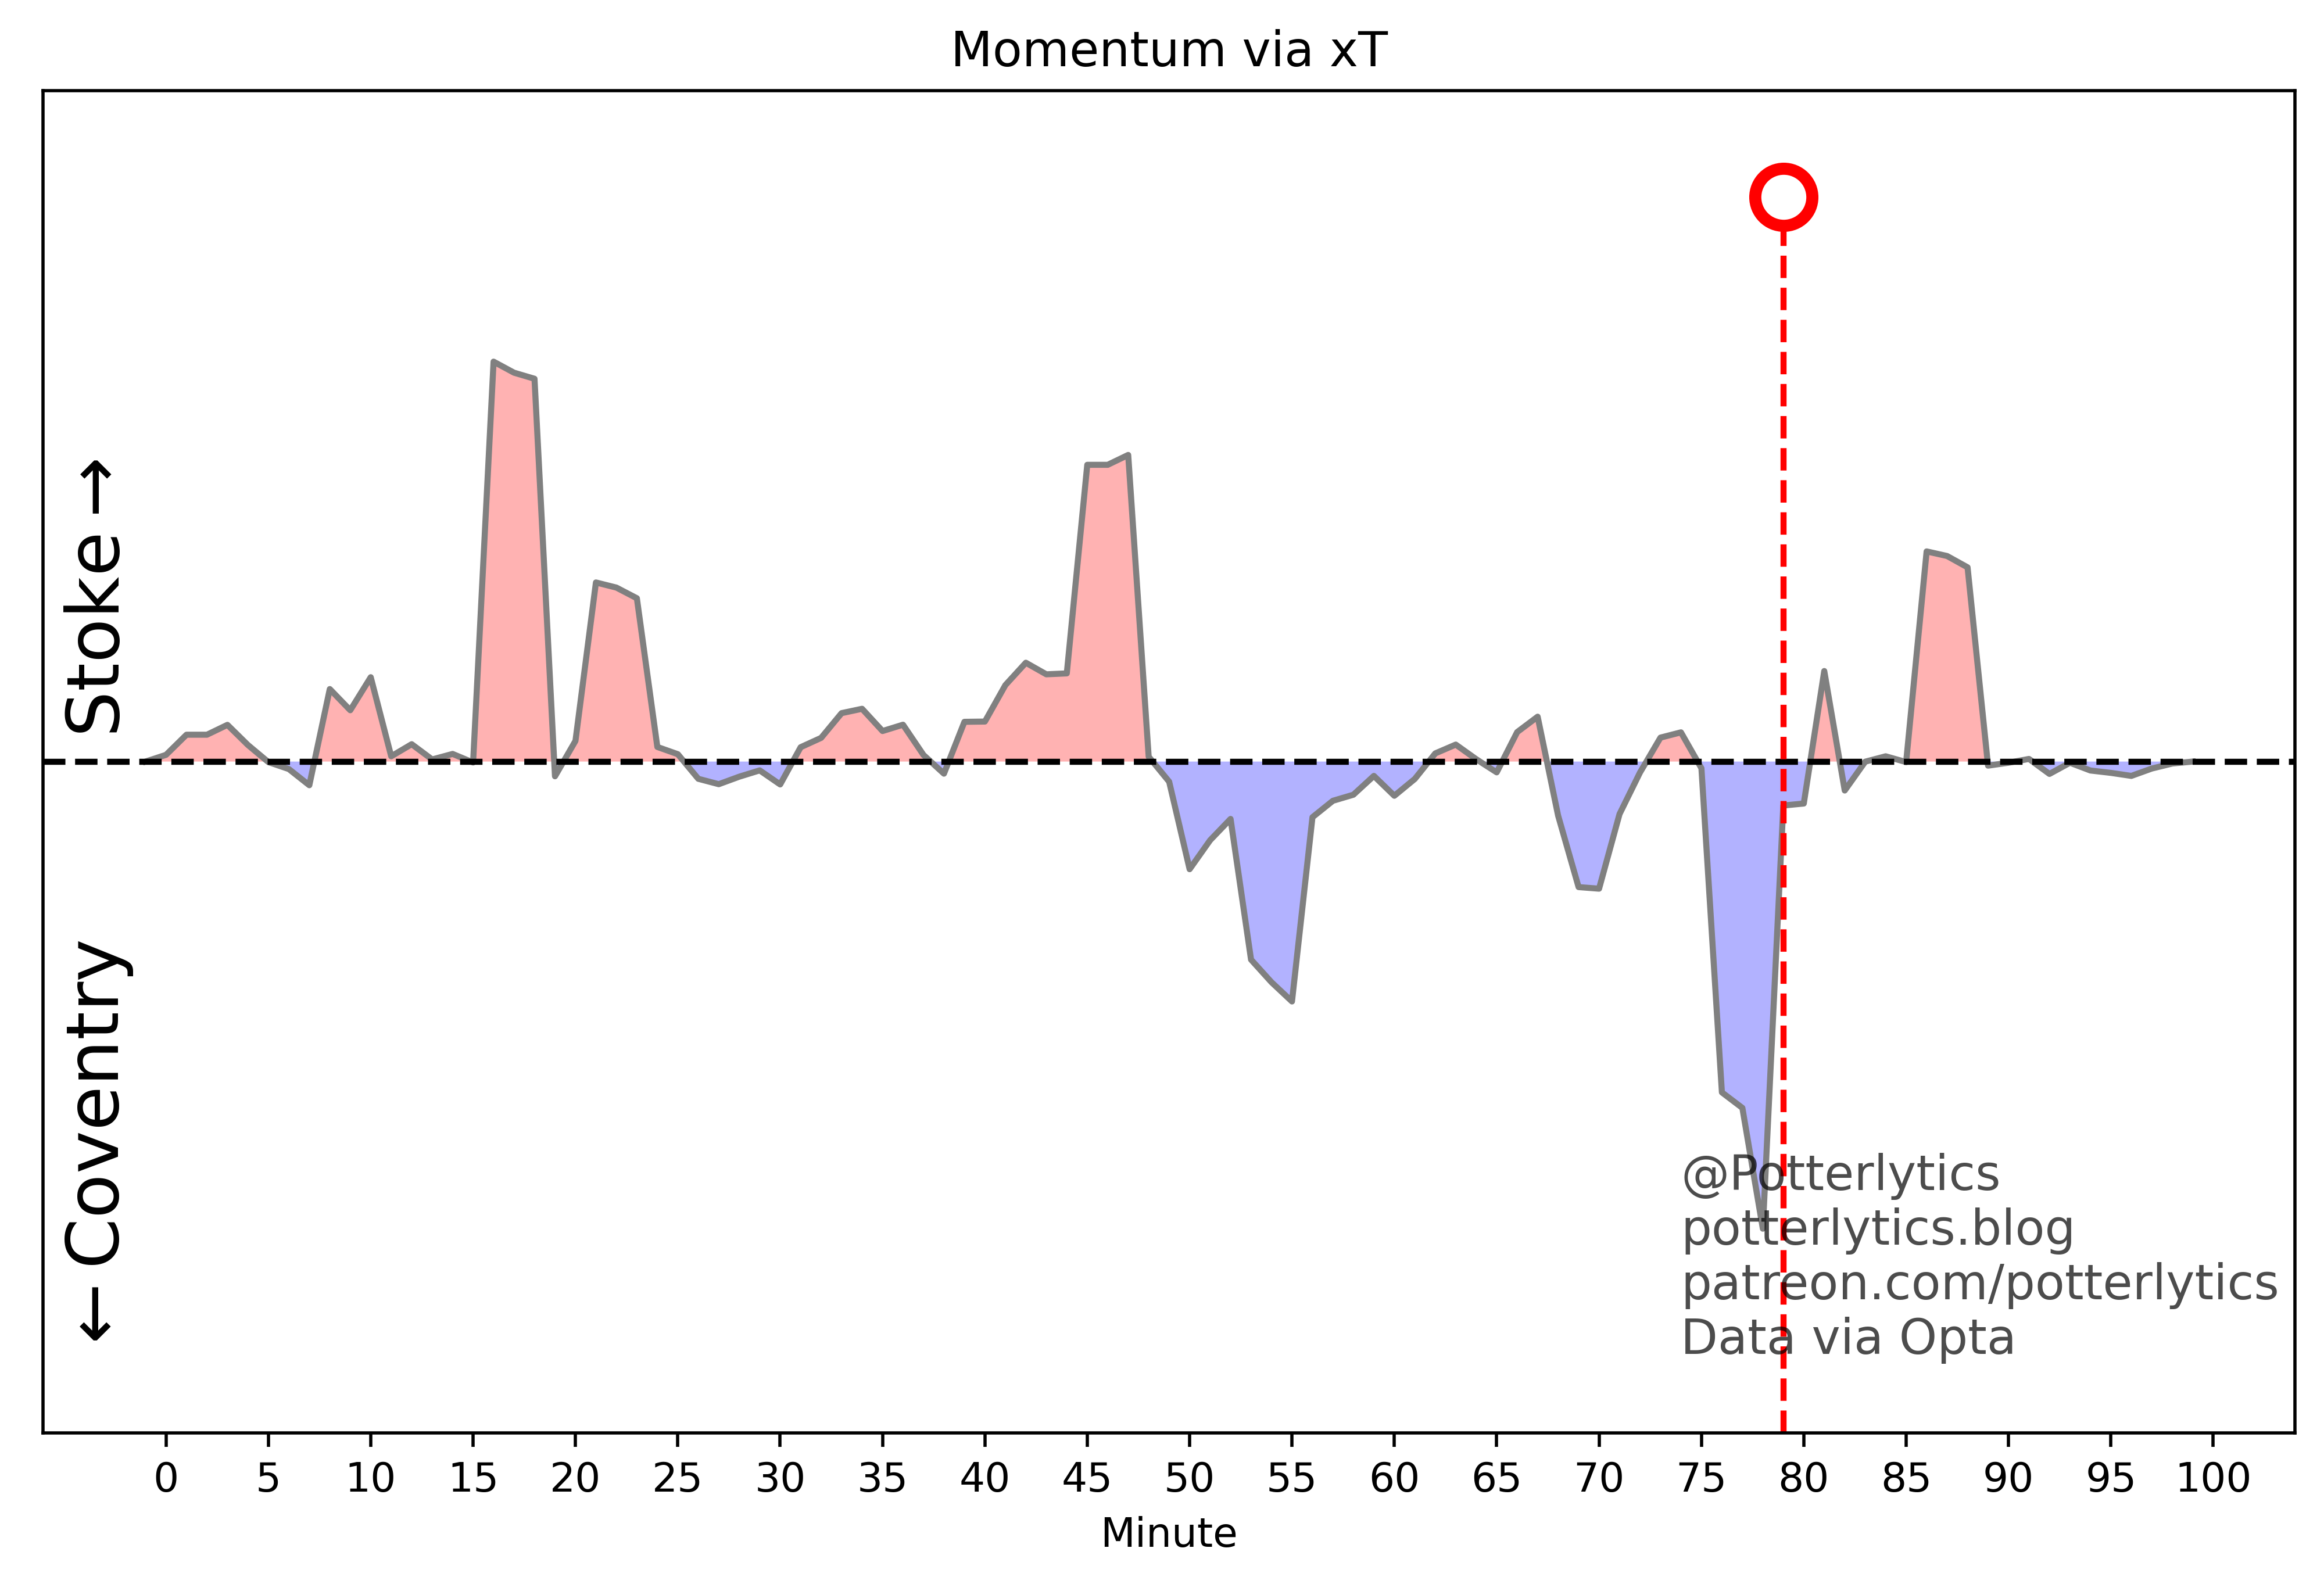 Momentum via xT
Stoke →
← Coventry
@Potterlytics
potterlytics.blog
patreon.com/potterlytics
Data via Opta
0 5 10 15 20 25 30 35 40 45 50 55 60 65 70 75 80 85 90 95 100
Minute